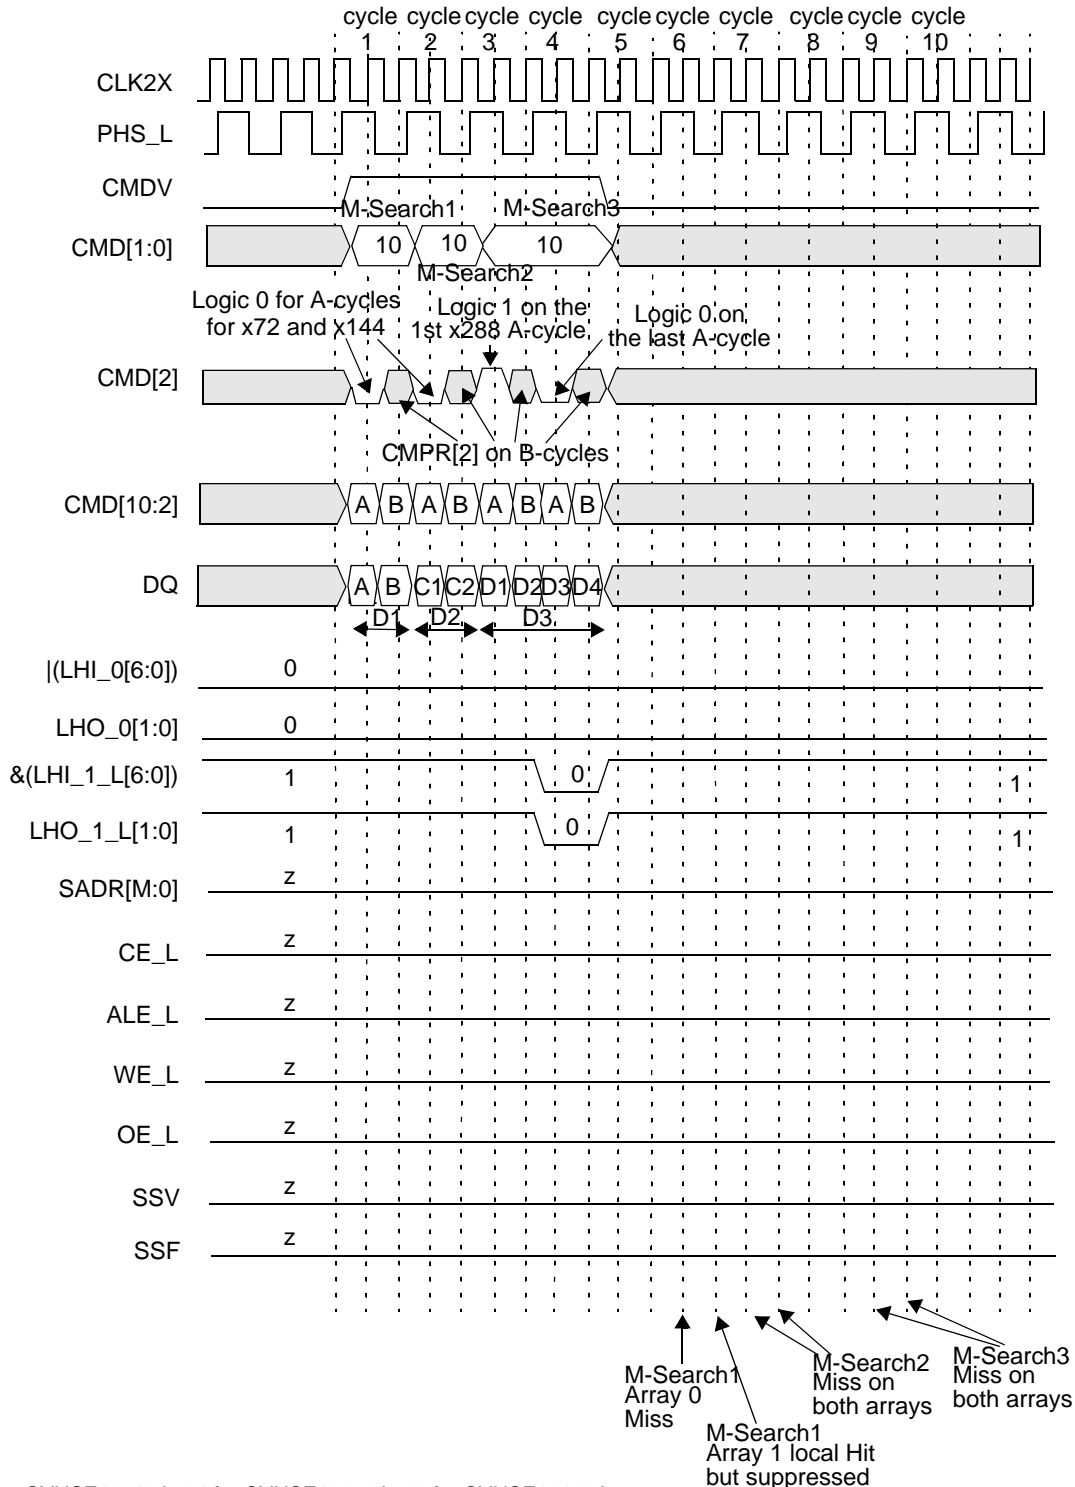 cycle cycle cycle cycle cycle cycle cycle cycle cycle cycle
1 2 3 4 5 6 7 8 9 10
CLK2X
PHS_L
CMDV
M-Search1 M-Search3
CMD[1:0] 10 10 10
M-Search2
Logic 0 for A-cycles
for x72 and x144
Logic 1 on the
1st x288 A-cycle
Logic 0 on
the last A-cycle
CMD[2]
CMPR[2] on B-cycles
CMD[10:2] A B A B A B A B
DQ A B C1 C2 D1 D2 D3 D4
D1 D2 D3
|(LHI_0[6:0]) 0
LHO_0[1:0] 0
&(LHI_1_L[6:0]) 1 0 1
LHO_1_L[1:0] 1 0 1
SADR[M:0] z
CE_L z
ALE_L z
WE_L z
OE_L z
SSV z
SSF z
M-Search1
Array 0
Miss
M-Search1
Array 1 local Hit
but suppressed
M-Search2
Miss on
both arrays
M-Search3
Miss on
both arrays